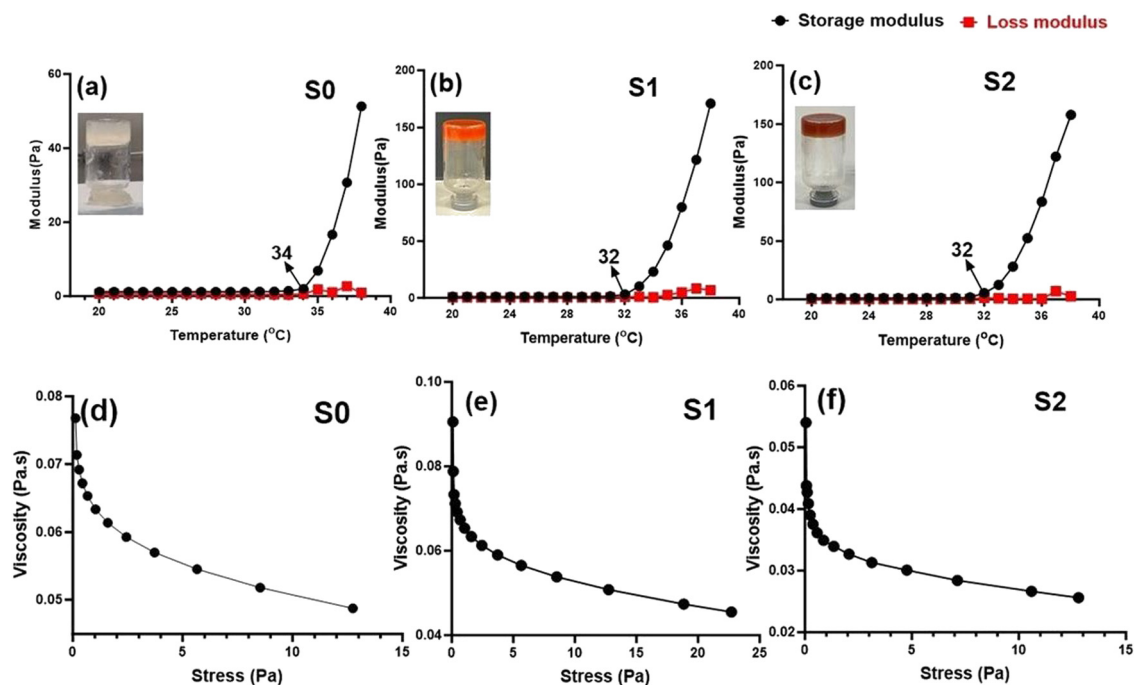 Storage modulus Loss modulus
(a) S0
Modulus(Pa)
60
40
20
0
34
20 25 30 35 40
Temperature (°C)
(b) S1
Modulus(Pa)
200
150
100
50
0
32
20 24 28 32 36 40
Temperature (°C)
(c) S2
Modulus(Pa)
200
150
100
50
0
32
20 24 28 32 36 40
Temperature (°C)
(d) S0
Viscosity (Pa.s)
0.08
0.07
0.06
0.05
0 5 10 15
Stress (Pa)
(e) S1
Viscosity (Pa.s)
0.10
0.08
0.06
0.04
0 5 10 15 20 25
Stress (Pa)
(f) S2
Viscosity (Pa.s)
0.06
0.05
0.04
0.03
0.02
0 5 10 15
Stress (Pa)